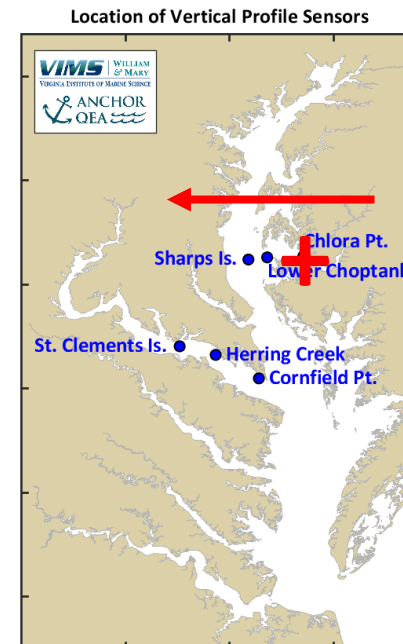 Location of Vertical Profile Sensors
VIMS WILLIAM
& MARY
VIRGINIA INSTITUTE OF MARINE SCIENCE
ANCHOR
QEA
Chlora Pt.
Sharps Is.
Lower Choptank
St. Clements Is.
Herring Creek
Cornfield Pt.